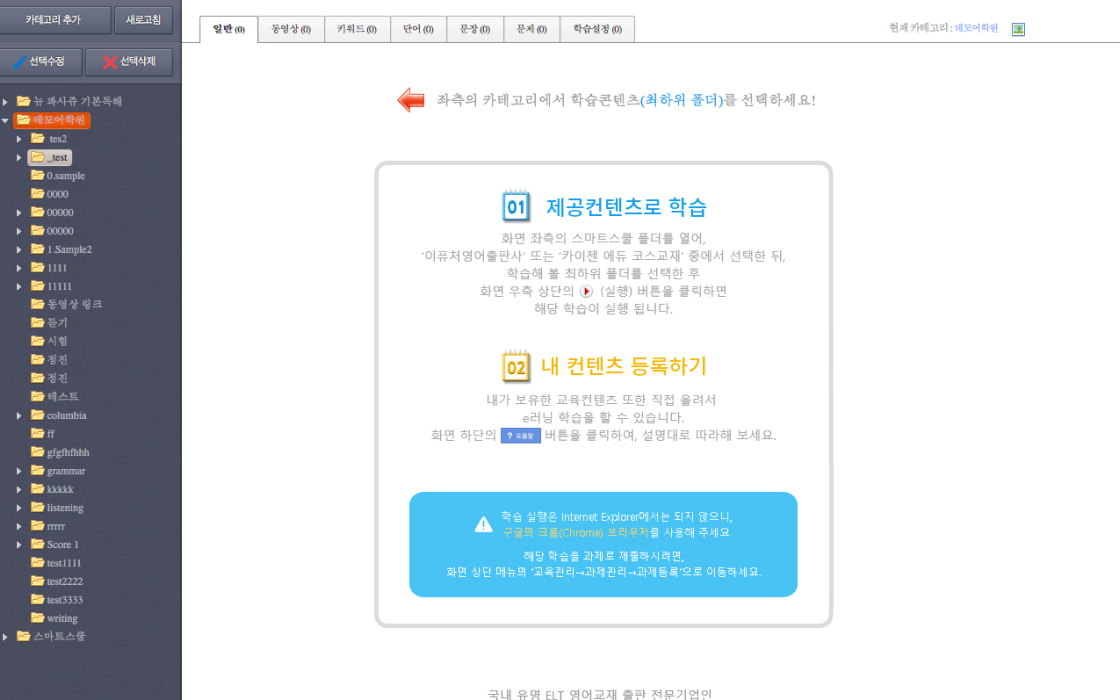 카테고리 추가
새로고침
선택수정
선택삭제
뉴 파사쥬 기본독해
데모어학원
tes2
_test
0.sample
0000
00000
00000
1.Sample2
1111
11111
동영상 링크
듣기
시험
정진
정진
테스트
columbia
ff
gfgfhfhhh
grammar
kkkkk
listening
rrrrr
Score 1
test1111
test2222
test3333
writing
스마트스쿨
일반 (0)
동영상 (0)
키워드 (0)
단어 (0)
문장 (0)
문제 (0)
학습설정 (0)
현재 카테고리 : 데모어학원
좌측의 카테고리에서 학습콘텐츠(최하위 폴더)를 선택하세요!
01 제공컨텐츠로 학습
화면 좌측의 스마트스쿨 폴더를 열어,
'이퓨처영어출판사' 또는 '카이젠 에듀 코스교재' 중에서 선택한 뒤,
학습해 볼 최하위 폴더를 선택한 후
화면 우측 상단의 (실행) 버튼을 클릭하면
해당 학습이 실행 됩니다.
02 내 컨텐츠 등록하기
내가 보유한 교육컨텐츠 또한 직접 올려서
e러닝 학습을 할 수 있습니다.
화면 하단의 ? 도움말 버튼을 클릭하여, 설명대로 따라해 보세요.
학습 실행은 Internet Explorer에서는 되지 않으니,
구글의 크롬(Chrome) 브라우저를 사용해 주세요.
해당 학습을 과제로 제출하시려면,
화면 상단 메뉴의 '교육관리→과제관리→과제등록'으로 이동하세요.
국내 유명 ELT 영어교재 출판 전문기업인